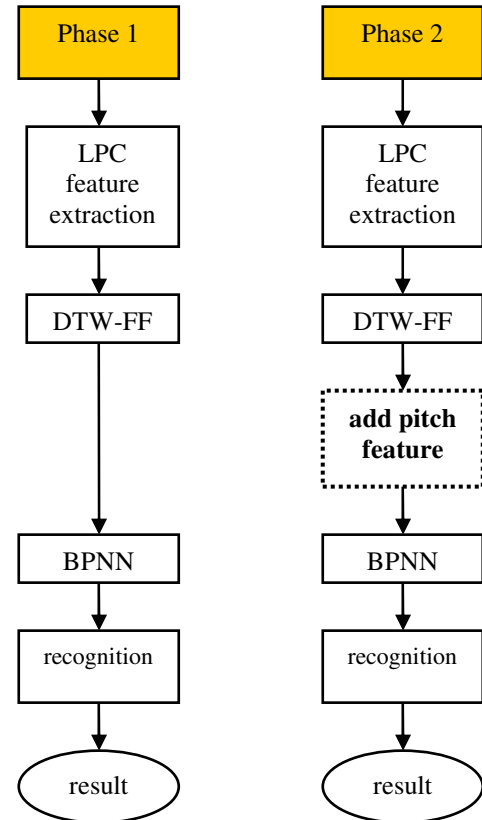 Phase 1
LPC
feature
extraction
DTW-FF
BPNN
recognition
result
Phase 2
LPC
feature
extraction
DTW-FF
add pitch
feature
BPNN
recognition
result